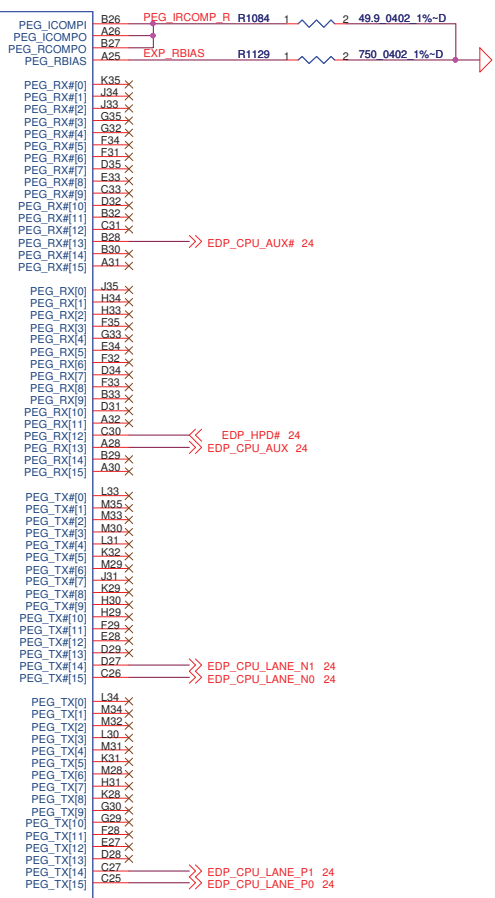 PEG_ICOMPI B26 PEG_IRCOMP_R R1084 1 2 49.9_0402_1%~D
PEG_ICOMPO A26
PEG_RCOMPO B27
PEG_RBIAS A25 EXP_RBIAS R1129 1 2 750_0402_1%~D
PEG_RX#[0] K35
PEG_RX#[1] J34
PEG_RX#[2] J33
PEG_RX#[3] G35
PEG_RX#[4] G32
PEG_RX#[5] F34
PEG_RX#[6] F31
PEG_RX#[7] D35
PEG_RX#[8] E33
PEG_RX#[9] C33
PEG_RX#[10] D32
PEG_RX#[11] B32
PEG_RX#[12] C31
PEG_RX#[13] B28 EDP_CPU_AUX# 24
PEG_RX#[14] B30
PEG_RX#[15] A31
PEG_RX[0] J35
PEG_RX[1] H34
PEG_RX[2] H33
PEG_RX[3] F35
PEG_RX[4] G33
PEG_RX[5] E34
PEG_RX[6] F32
PEG_RX[7] D34
PEG_RX[8] F33
PEG_RX[9] B33
PEG_RX[10] D31
PEG_RX[11] A32
PEG_RX[12] C30 EDP_HPD# 24
PEG_RX[13] A28 EDP_CPU_AUX 24
PEG_RX[14] B29
PEG_RX[15] A30
PEG_TX#[0] L33
PEG_TX#[1] M35
PEG_TX#[2] M33
PEG_TX#[3] M30
PEG_TX#[4] L31
PEG_TX#[5] K32
PEG_TX#[6] M29
PEG_TX#[7] J31
PEG_TX#[8] K29
PEG_TX#[9] H30
PEG_TX#[10] H29
PEG_TX#[11] F29
PEG_TX#[12] E28
PEG_TX#[13] D29
PEG_TX#[14] D27 EDP_CPU_LANE_N1 24
PEG_TX#[15] C26 EDP_CPU_LANE_N0 24
PEG_TX[0] L34
PEG_TX[1] M34
PEG_TX[2] M32
PEG_TX[3] L30
PEG_TX[4] M31
PEG_TX[5] K31
PEG_TX[6] M28
PEG_TX[7] H31
PEG_TX[8] K28
PEG_TX[9] G30
PEG_TX[10] G29
PEG_TX[11] F28
PEG_TX[12] E27
PEG_TX[13] D28
PEG_TX[14] C27 EDP_CPU_LANE_P1 24
PEG_TX[15] C25 EDP_CPU_LANE_P0 24